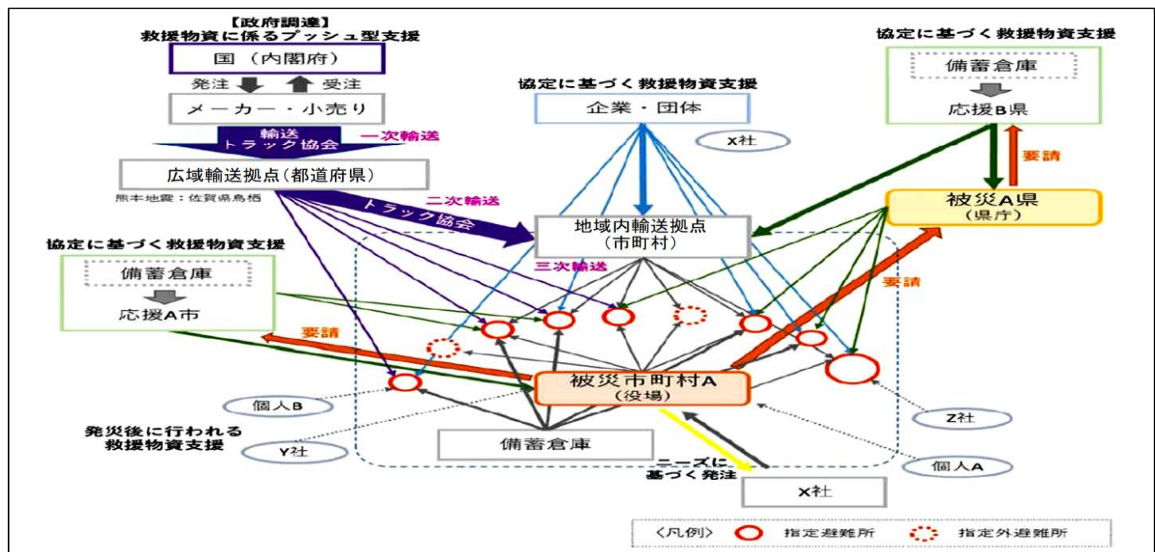 【政府調達】
救援物資に係るプッシュ型支援
国（内閣府）
発注
受注
メーカー・小売り
輸送
トラック協会
一次輸送
広域輸送拠点（都道府県）
熊本地震：佐賀県鳥栖
二次輸送
トラック協会
協定に基づく救援物資支援
企業・団体
X社
協定に基づく救援物資支援
備蓄倉庫
応援B県
要請
被災A県
（県庁）
地域内輸送拠点
（市町村）
三次輸送
要請
協定に基づく救援物資支援
備蓄倉庫
応援A市
要請
被災市町村A
（役場）
個人B
発災後に行われる
救援物資支援
Y社
備蓄倉庫
Z社
個人A
ニーズに
基づく発注
X社
〈凡例〉
指定避難所
指定外避難所